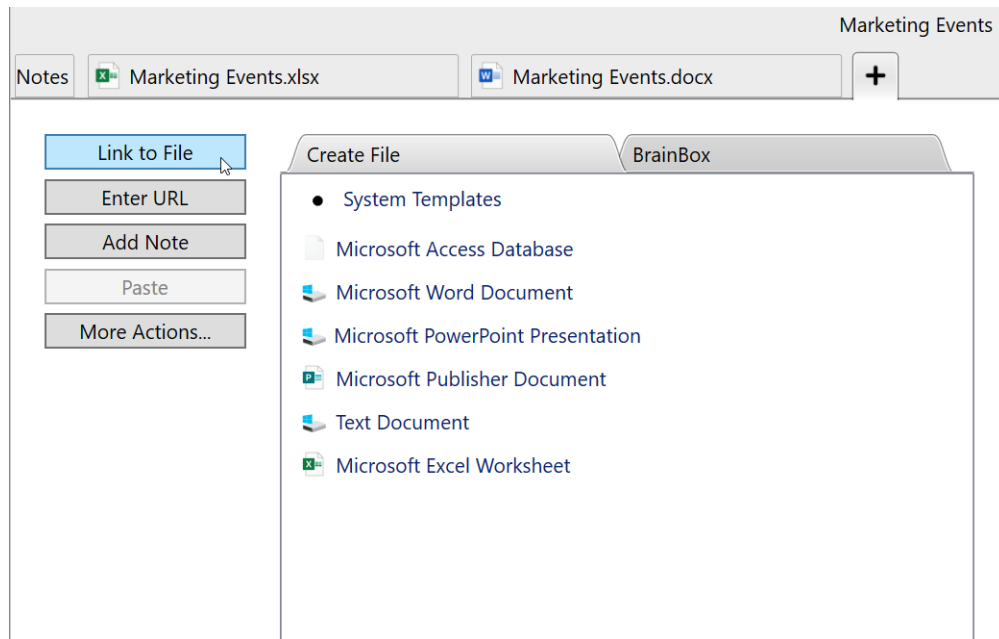 Marketing Events
Notes
Marketing Events.xlsx
Marketing Events.docx
Link to File
Enter URL
Add Note
Paste
More Actions...
Create File
BrainBox
System Templates
Microsoft Access Database
Microsoft Word Document
Microsoft PowerPoint Presentation
Microsoft Publisher Document
Text Document
Microsoft Excel Worksheet